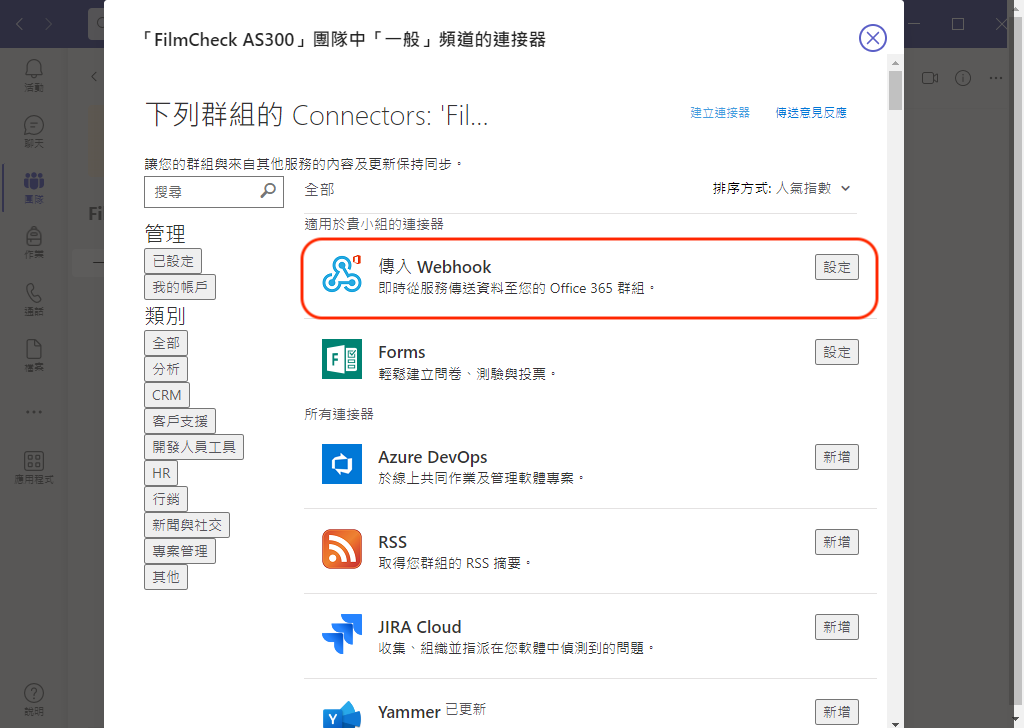 「FilmCheck AS300」團隊中「一般」頻道的連接器
下列群組的 Connectors: 'Fil...
建立連接器
傳送意見反應
讓您的群組與來自其他服務的內容及更新保持同步。
搜尋
全部
排序方式: 人氣指數
適用於貴小組的連接器
管理
已設定
我的帳戶
類別
全部
分析
CRM
客戶支援
開發人員工具
HR
行銷
新聞與社交
專案管理
其他
傳入 Webhook
即時從服務傳送資料至您的 Office 365 群組。
設定
Forms
輕鬆建立問卷、測驗與投票。
設定
所有連接器
Azure DevOps
於線上共同作業及管理軟體專案。
新增
RSS
取得您群組的 RSS 摘要。
新增
JIRA Cloud
收集、組織並指派在您軟體中偵測到的問題。
新增
Yammer 已更新
新增
活動
聊天
團隊
作業
通話
檔案
應用程式
說明
Fi